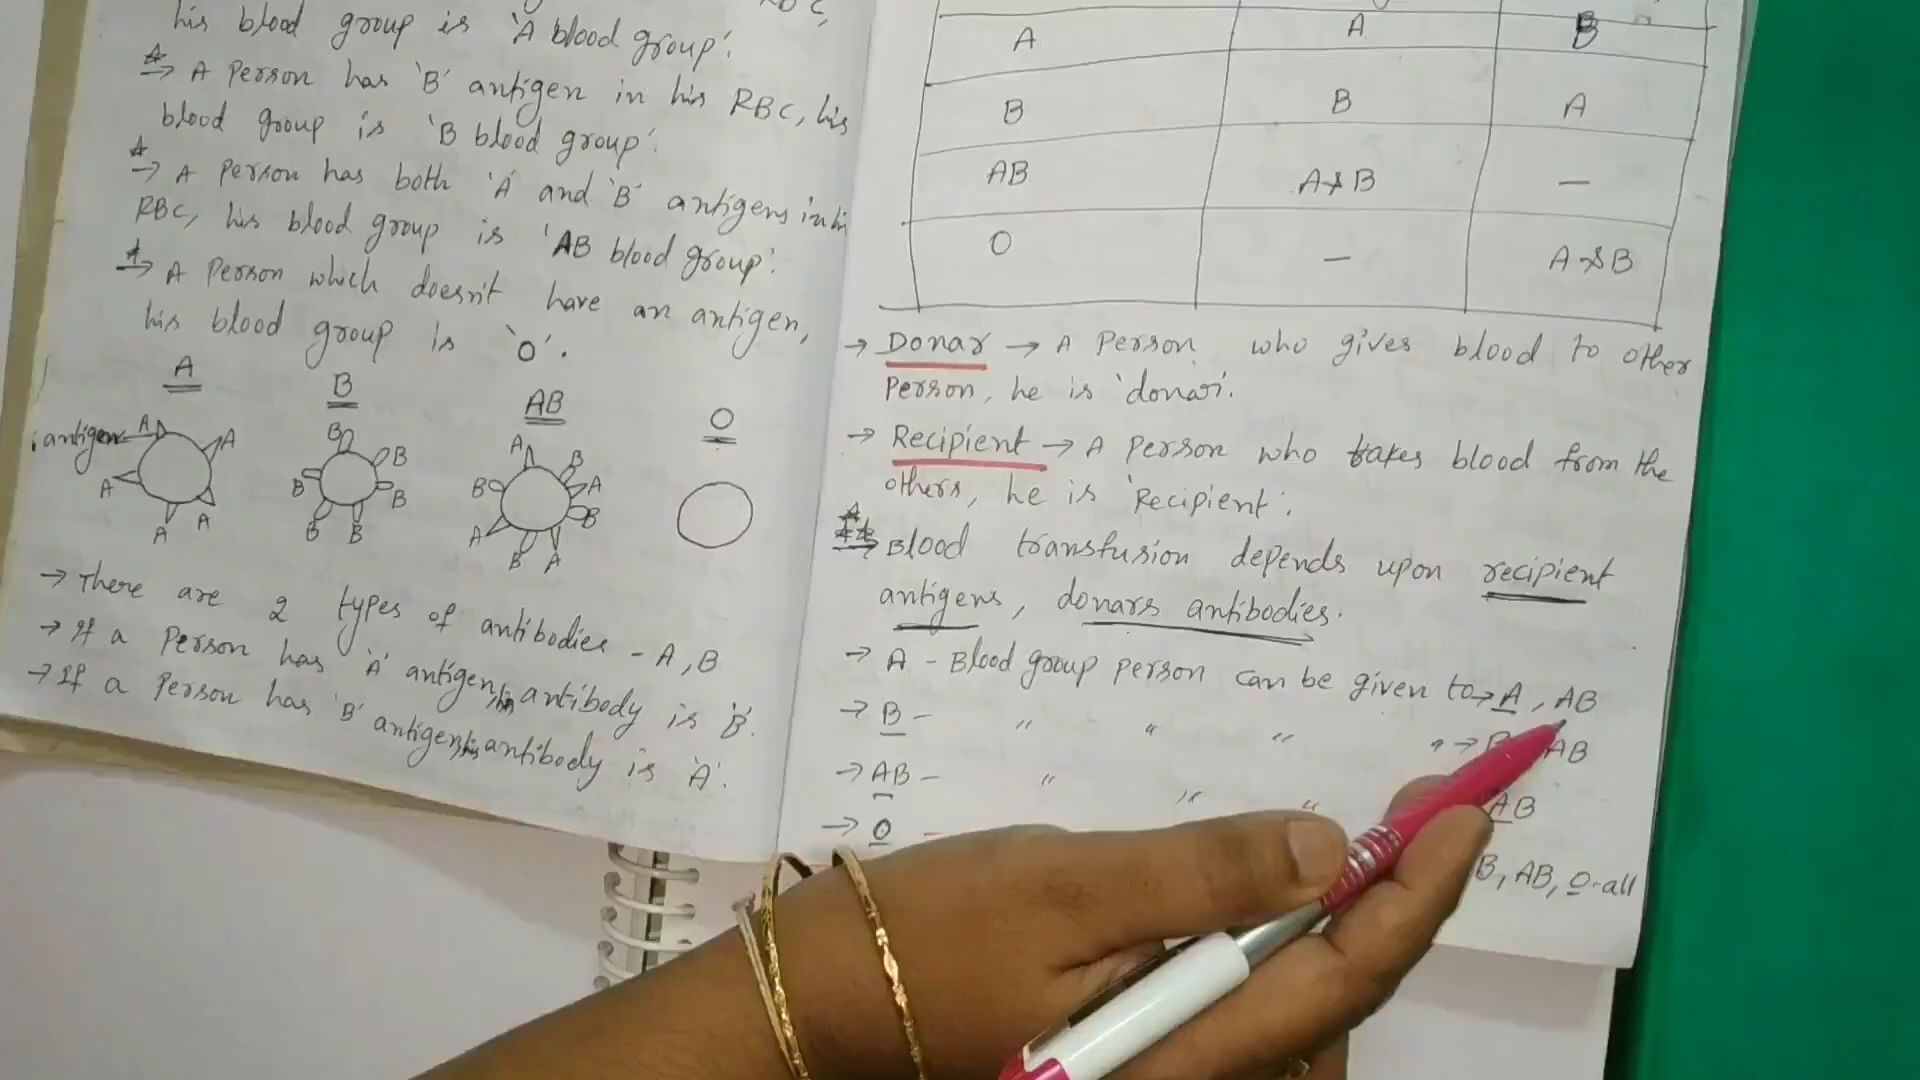 his blood group is 'A blood group'.
→ A Person has 'B' antigen in his RBC, his
blood group is 'B blood group'.
→ A Person has both 'A' and 'B' antigens in
RBC, his blood group is 'AB blood group'.
→ A Person which doesn't have an antigen,
his blood group is 'O'.
A B AB O
antigen A A A A A A
B B B B B B
A B A B A B A B
→ There are 2 types of antibodies - A, B
→ If a Person has 'A' antigen, his antibody is 'B'.
→ If a Person has 'B' antigen, his antibody is 'A'.
A A B
B B A
AB A & B —
O — A & B
→ Donar → A Person who gives blood to other
Person, he is 'donar'.
→ Recipient → A Person who takes blood from the
others, he is 'Recipient'.
→ Blood transfusion depends upon recipient
antigens, donars antibodies.
→ A - Blood group person can be given to → A, AB
→ B - " " " " → AB
→ AB - " " " AB
→ O - B, AB, O - all